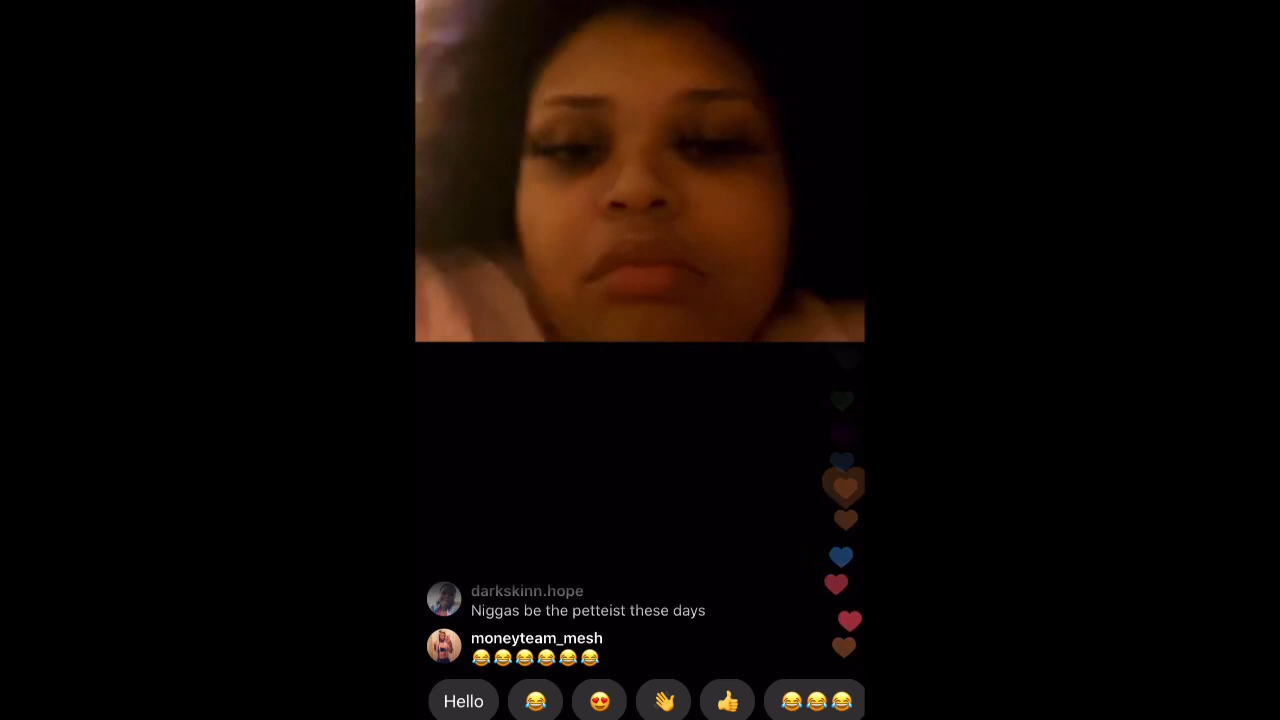 darkskinn.hope
Niggas be the petteist these days
moneyteam_mesh
😂😂😂😂😂😂
Hello 😂 😍 👋 👍 😂😂😂